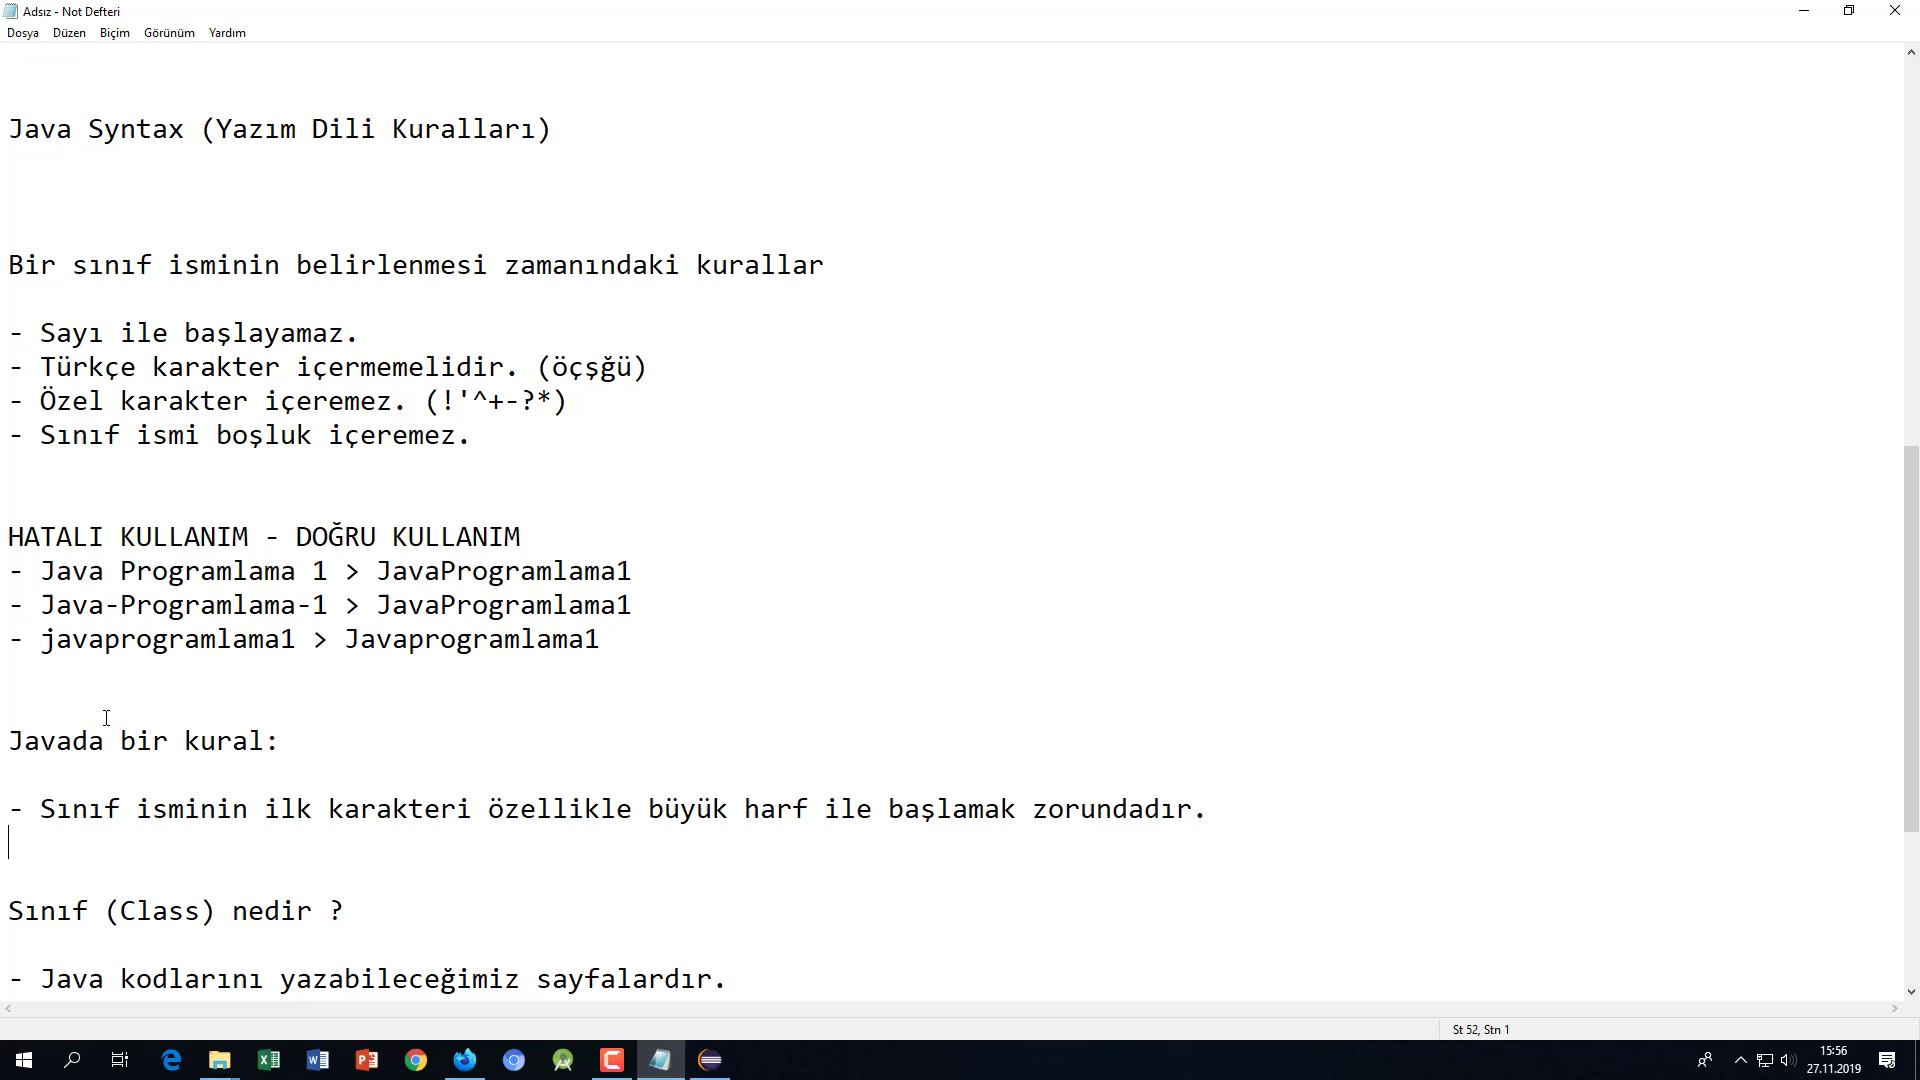 Adsız - Not Defteri
Dosya Düzen Biçim Görünüm Yardım
Java Syntax (Yazım Dili Kuralları)
Bir sınıf isminin belirlenmesi zamanındaki kurallar
- Sayı ile başlayamaz.
- Türkçe karakter içermemelidir. (öçşğü)
- Özel karakter içeremez. (!'^+-?*)
- Sınıf ismi boşluk içeremez.
HATALI KULLANIM - DOĞRU KULLANIM
- Java Programlama 1 > JavaProgramlama1
- Java-Programlama-1 > JavaProgramlama1
- javaprogramlama1 > Javaprogramlama1
Javada bir kural:
- Sınıf isminin ilk karakteri özellikle büyük harf ile başlamak zorundadır.
Sınıf (Class) nedir ?
- Java kodlarını yazabileceğimiz sayfalardır.
St 52, Stn 1
15:56
27.11.2019